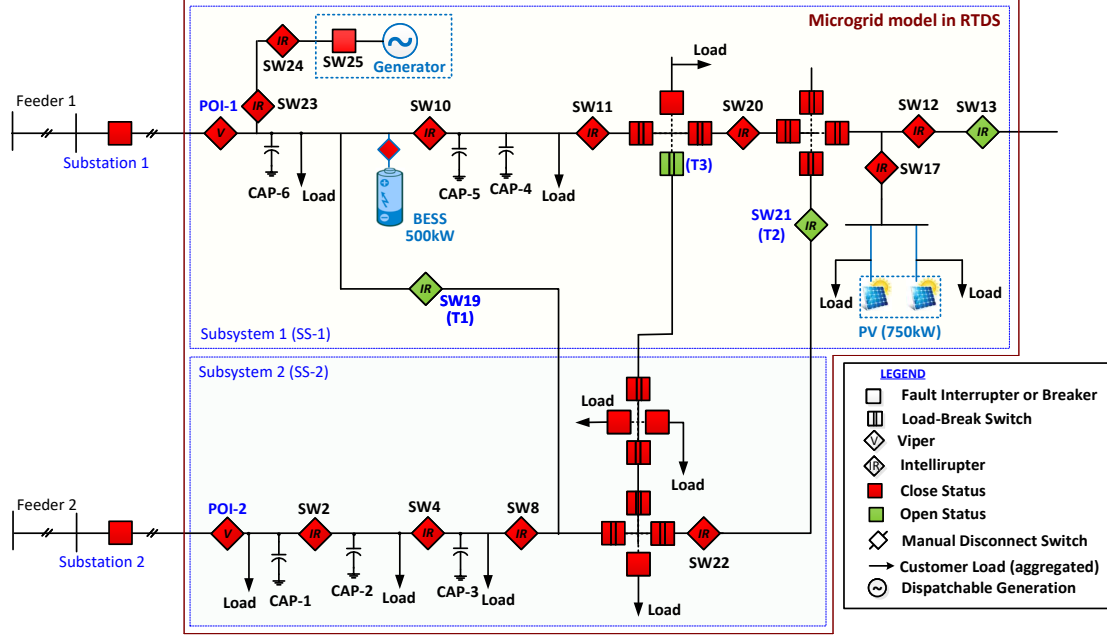 Microgrid model in RTDS
SW24
SW25
Generator
Load
Feeder 1
POI-1
SW23
SW10
SW11
SW20
SW12
SW13
IR
IR
V
IR
IR
IR
IR
IR
Substation 1
CAP-6
Load
CAP-5
CAP-4
Load
(T3)
IR
SW17
BESS
500kW
SW21
(T2)
IR
IR
SW19
(T1)
Load
Load
PV (750kW)
Subsystem 1 (SS-1)
Subsystem 2 (SS-2)
Load
Load
Feeder 2
POI-2
SW2
SW4
SW8
V
IR
IR
IR
IR
SW22
Substation 2
Load
CAP-1
CAP-2
Load
CAP-3
Load
Load
LEGEND
Fault Interrupter or Breaker
Load-Break Switch
V
Viper
IR
Intellirupter
Close Status
Open Status
Manual Disconnect Switch
Customer Load (aggregated)
Dispatchable Generation